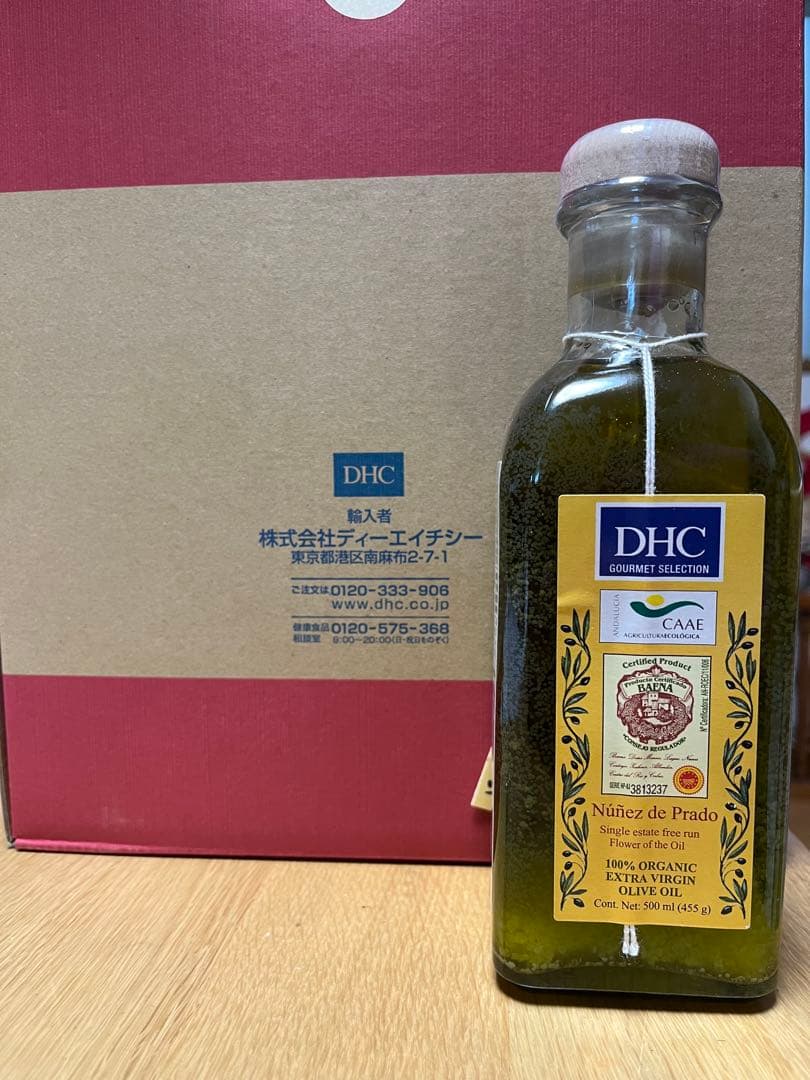 DHC
輸入者
株式会社ディーエイチシー
東京都港区南麻布2-7-1
ご注文は 0120-333-906
www.dhc.co.jp
健康食品相談室 0120-575-368
9:00~20:00(日・祝日をのぞく)
DHC
GOURMET SELECTION
ANDALUCIA
CAAE
AGRICULTURA ECOLÓGICA
Certified Product
Producto Certificado
BAENA
CONSEJO REGULADOR
3813237
Núñez de Prado
Single estate free run
Flower of the Oil
100% ORGANIC
EXTRA VIRGIN
OLIVE OIL
Cont. Net: 500 ml (455 g)